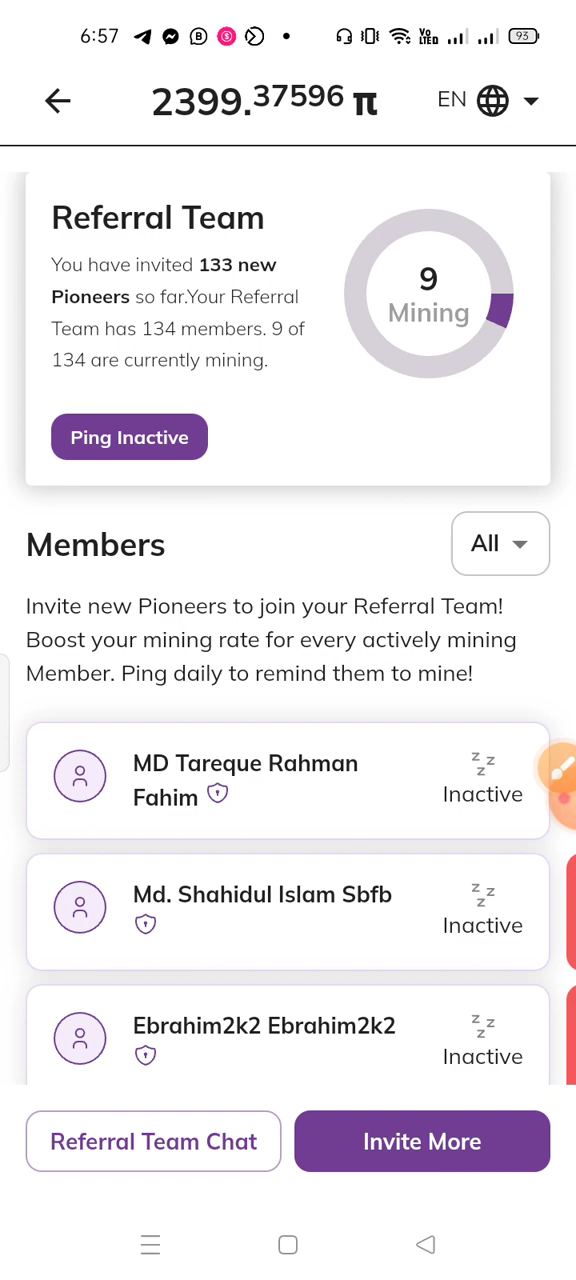 6:57
VO LTED
93
2399.37596 π
EN
Referral Team
You have invited 133 new
Pioneers so far.Your Referral
Team has 134 members. 9 of
134 are currently mining.
9
Mining
Ping Inactive
Members
All
Invite new Pioneers to join your Referral Team!
Boost your mining rate for every actively mining
Member. Ping daily to remind them to mine!
MD Tareque Rahman
Fahim
z z z
Inactive
Md. Shahidul Islam Sbfb
z z z
Inactive
Ebrahim2k2 Ebrahim2k2
z z z
Inactive
Referral Team Chat
Invite More